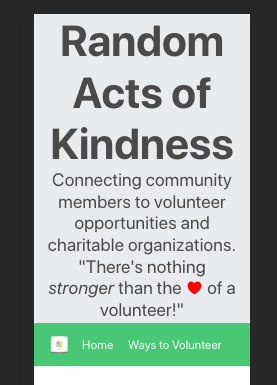 Random
Acts of
Kindness
Connecting community
members to volunteer
opportunities and
charitable organizations.
"There's nothing
stronger than the ♥ of a
volunteer!"
Home Ways to Volunteer